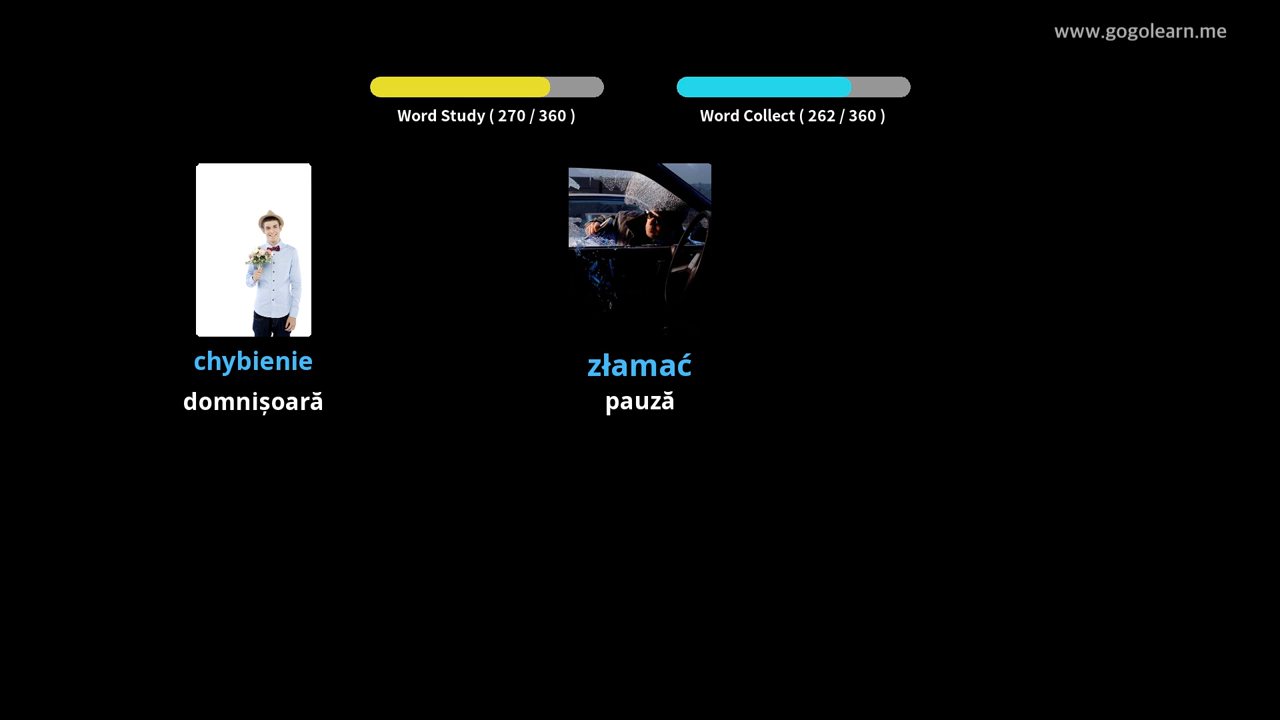 www.gogolearn.me
Word Study ( 270 / 360 )
Word Collect ( 262 / 360 )
chybienie
domnișoară
złamać
pauză